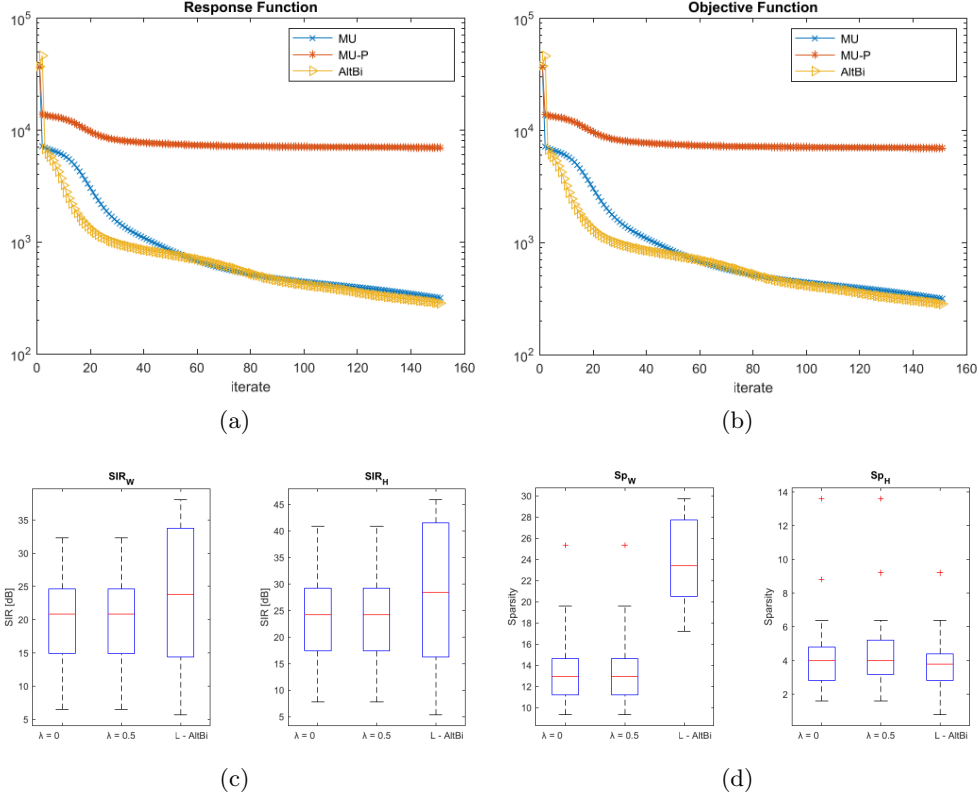 Response Function
10^5
10^4
10^3
10^2
MU
MU-P
AltBi
0 20 40 60 80 100 120 140 160
iterate
(a)
Objective Function
10^5
10^4
10^3
10^2
MU
MU-P
AltBi
0 20 40 60 80 100 120 140 160
iterate
(b)
SIR_W
SIR [dB]
35
30
25
20
15
10
5
λ = 0 λ = 0.5 L - AltBi
SIR_H
SIR [dB]
45
40
35
30
25
20
15
10
5
λ = 0 λ = 0.5 L - AltBi
(c)
Sp_W
Sparsity
30
28
26
24
22
20
18
16
14
12
10
λ = 0 λ = 0.5 L - AltBi
Sp_H
Sparsity
14
12
10
8
6
4
2
λ = 0 λ = 0.5 L - AltBi
(d)